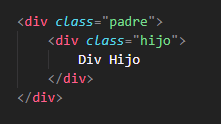 <div class="padre">
    <div class="hijo">
        Div Hijo
    </div>
</div>